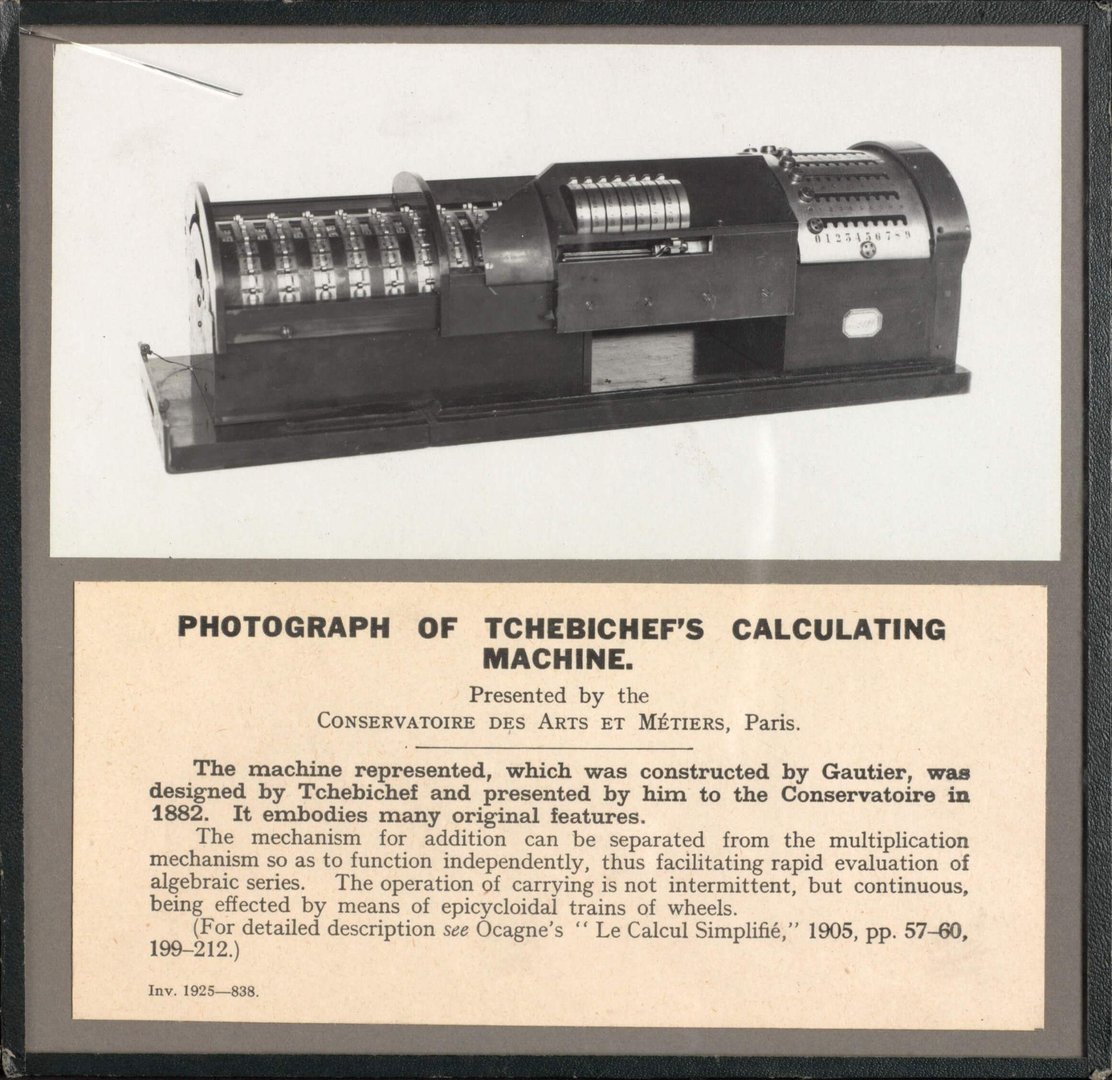 0 1 2 3 4 5 6 7 8 9
PHOTOGRAPH OF TCHEBICHEF'S CALCULATING
MACHINE.
Presented by the
CONSERVATOIRE DES ARTS ET MÉTIERS, Paris.
The machine represented, which was constructed by Gautier, was
designed by Tchebichef and presented by him to the Conservatoire in
1882. It embodies many original features.
The mechanism for addition can be separated from the multiplication
mechanism so as to function independently, thus facilitating rapid evaluation of
algebraic series. The operation of carrying is not intermittent, but continuous,
being effected by means of epicycloidal trains of wheels.
(For detailed description see Ocagne's “ Le Calcul Simplifié,” 1905, pp. 57–60,
199–212.)
Inv. 1925—838.